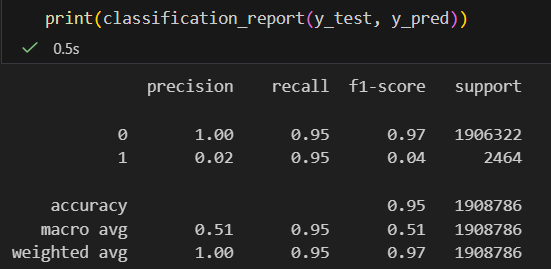 print(classification_report(y_test, y_pred))
0.5s
precision recall f1-score support
0 1.00 0.95 0.97 1906322
1 0.02 0.95 0.04 2464
accuracy 0.95 1908786
macro avg 0.51 0.95 0.51 1908786
weighted avg 1.00 0.95 0.97 1908786